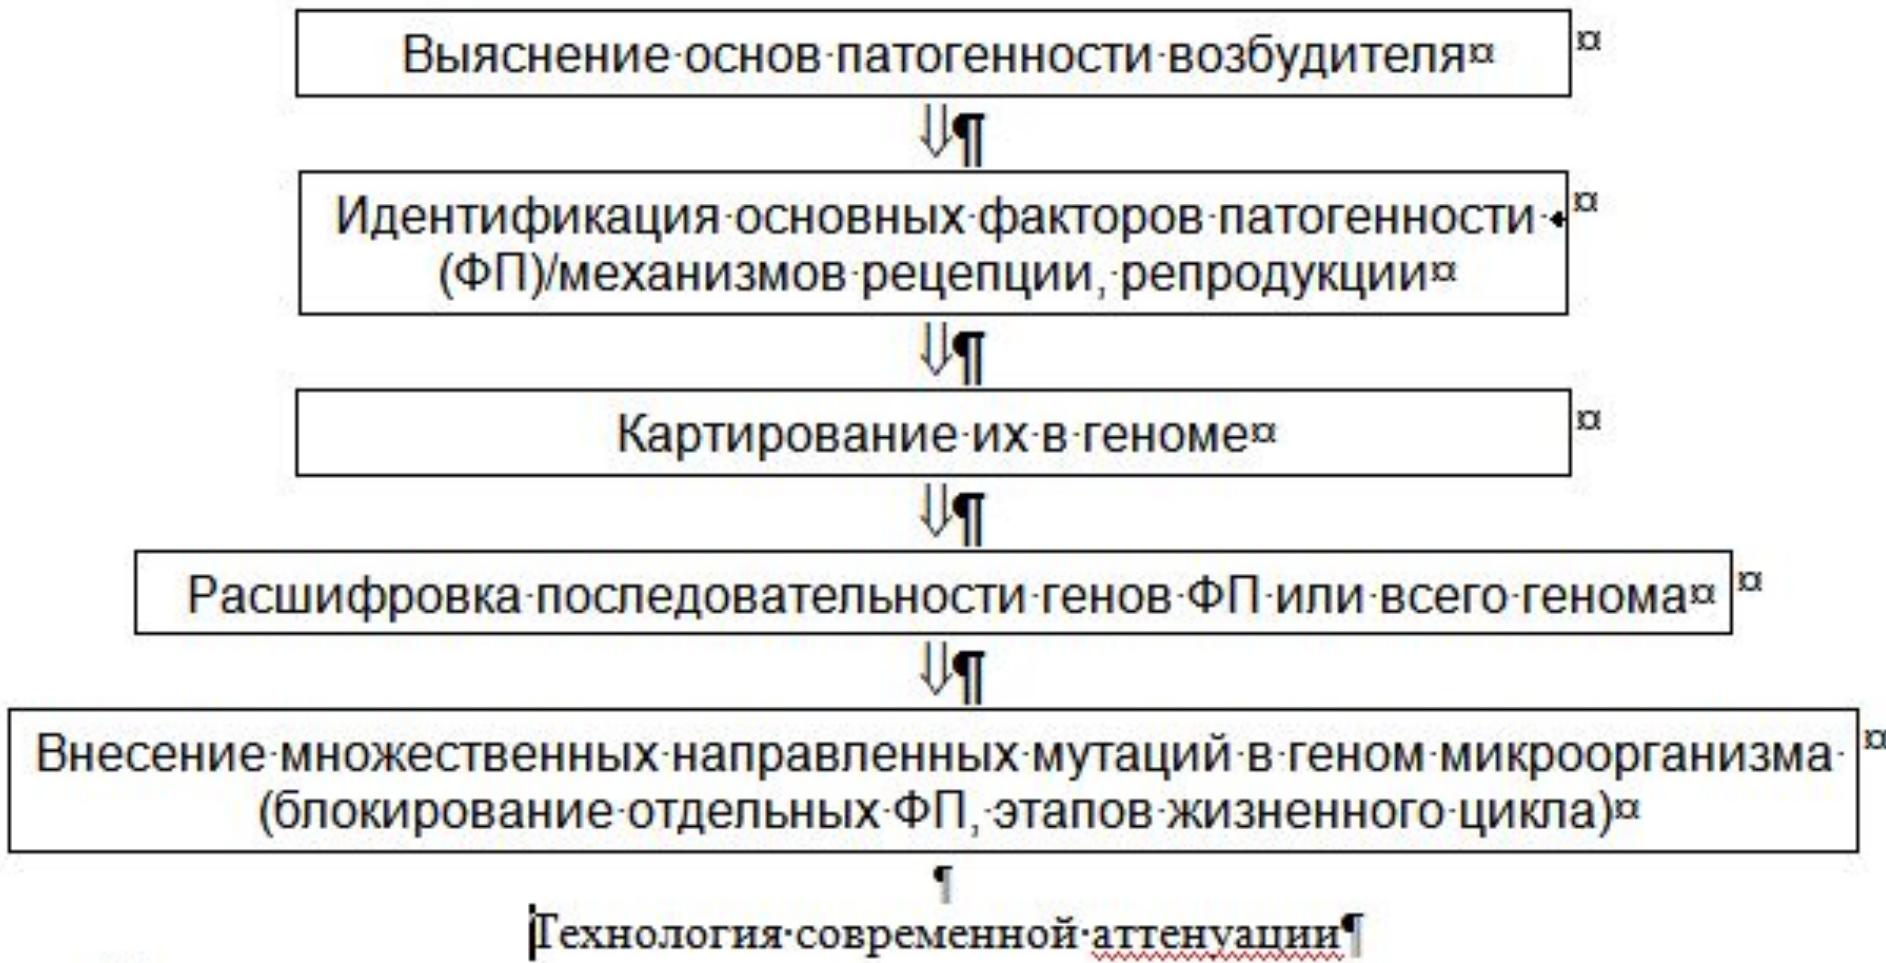 Выяснение основ патогенности возбудителя
Идентификация основных факторов патогенности
(ФП)/механизмов рецепции, репродукции
Картирование их в геноме
Расшифровка последовательности генов ФП или всего генома
Внесение множественных направленных мутаций в геном микроорганизма
(блокирование отдельных ФП, этапов жизненного цикла)
Технология современной аттенуации